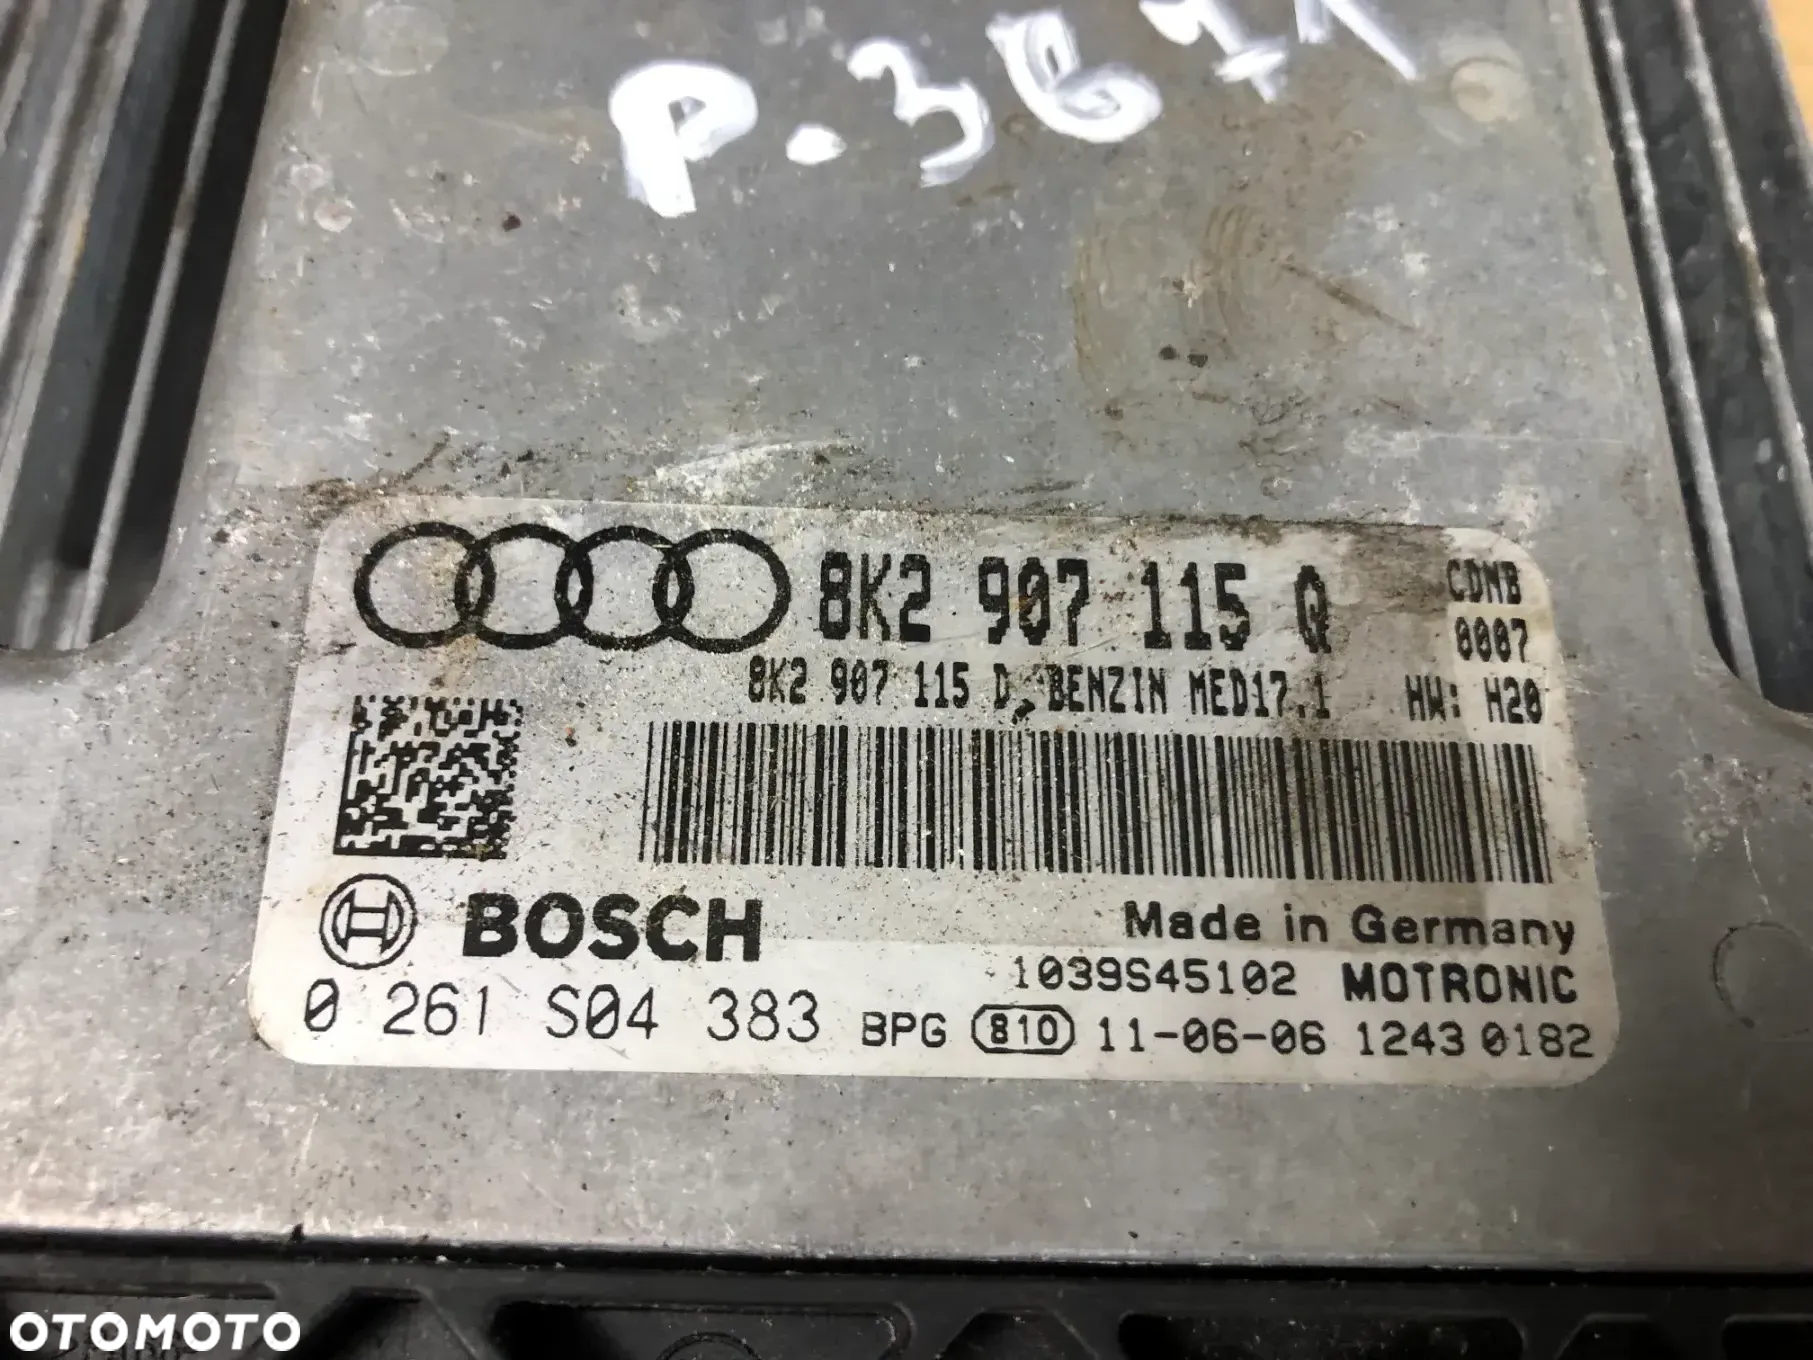 P.3671
8K2 907 115 Q CDNB
0007
8K2 907 115 D, BENZIN MED17.1 HW: H20
BOSCH Made in Germany
1039S45102 MOTRONIC
0 261 S04 383 BPG 810 11-06-06 1243 0182
OTOMOTO